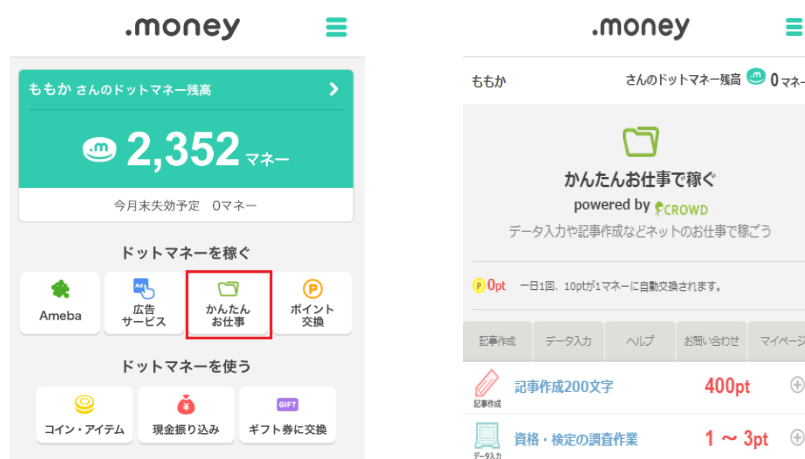 .money
ももか さんのドットマネー残高
.m 2,352 マネー
今月末失効予定 0マネー
ドットマネーを稼ぐ
Ameba
Ad
広告
サービス
かんたん
お仕事
P
ポイント
交換
ドットマネーを使う
コイン・アイテム
現金振り込み
GIFT
ギフト券に交換
.money
ももか さんのドットマネー残高 .m 0 マネー
かんたんお仕事で稼ぐ
powered by CROWD
データ入力や記事作成などネットのお仕事で稼ごう
P 0pt 一日1回、10ptが1マネーに自動交換されます。
記事作成 データ入力 ヘルプ お問い合わせ マイページ
記事作成
記事作成200文字 400pt
データ入力
資格・検定の調査作業 1 ～ 3pt